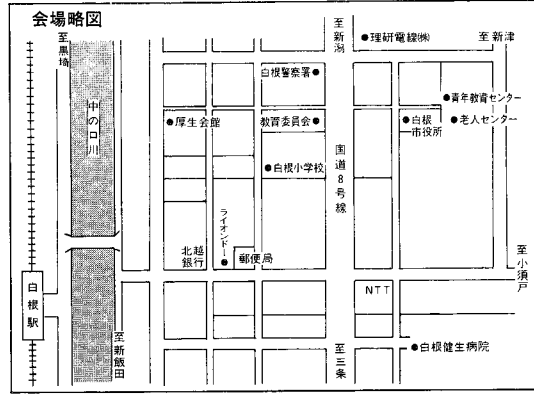 会場略図
至黒埼
至新潟
●理研電線㈱
至新津
白根警察署●
中の口川
●青年教育センター
●厚生会館
教育委員会●
●白根市役所
●老人センター
国道8号線
●白根小学校
ライオンドー●
北越銀行
郵便局
至小須戸
白根駅
NTT
至新飯田
至三条
●白根健生病院